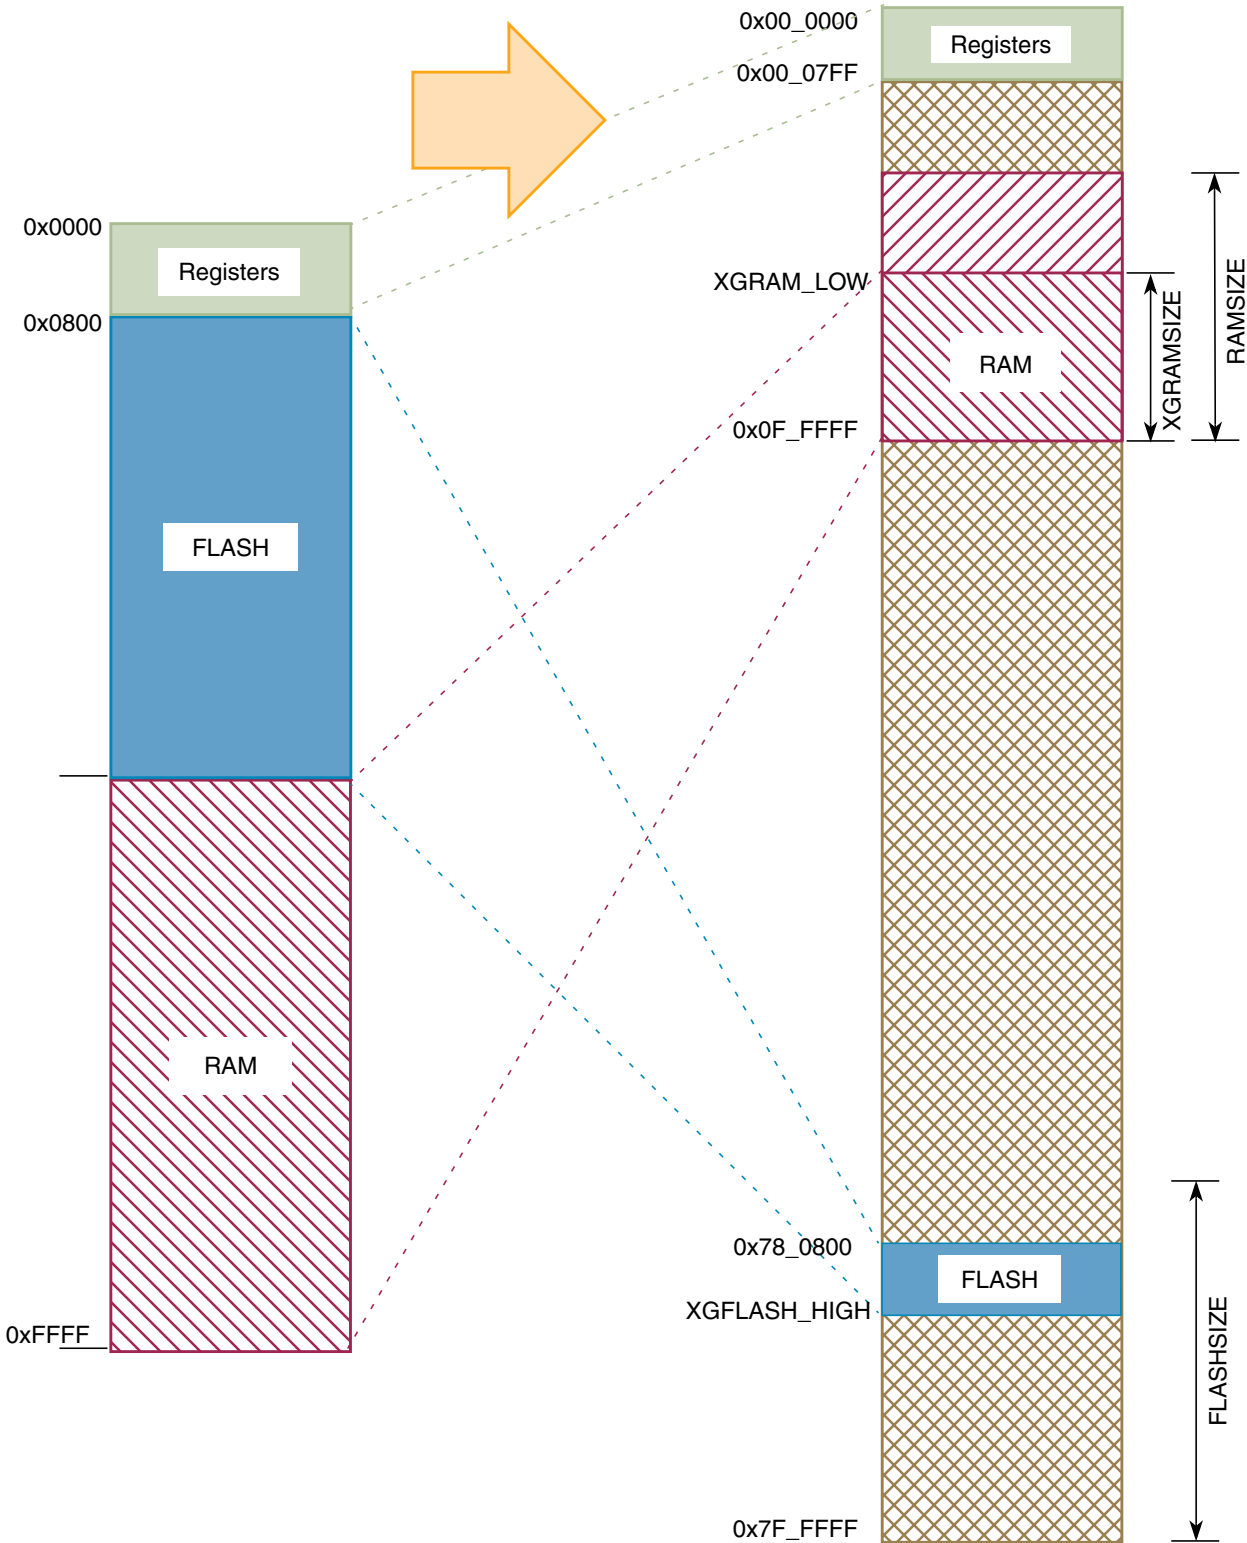 0x0000
Registers
0x0800
FLASH
RAM
0xFFFF
0x00_0000
Registers
0x00_07FF
XGRAM_LOW
RAM
XGRAMSIZE
RAMSIZE
0x0F_FFFF
0x78_0800
FLASH
XGFLASH_HIGH
FLASHSIZE
0x7F_FFFF